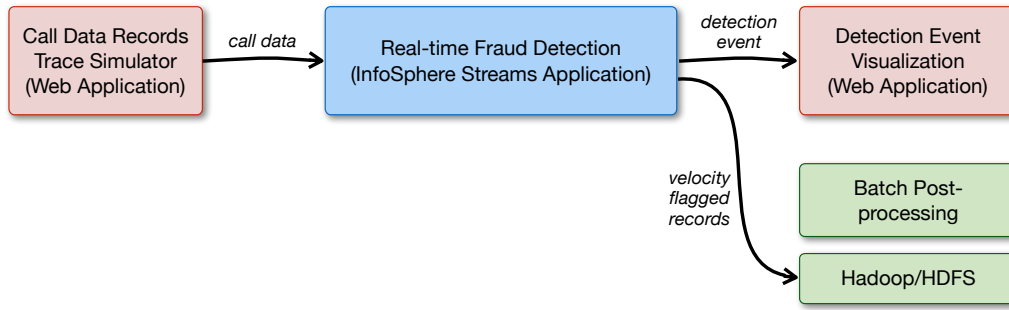 Call Data Records
Trace Simulator
(Web Application)
call data
Real-time Fraud Detection
(InfoSphere Streams Application)
detection
event
Detection Event
Visualization
(Web Application)
velocity
flagged
records
Batch Post-
processing
Hadoop/HDFS